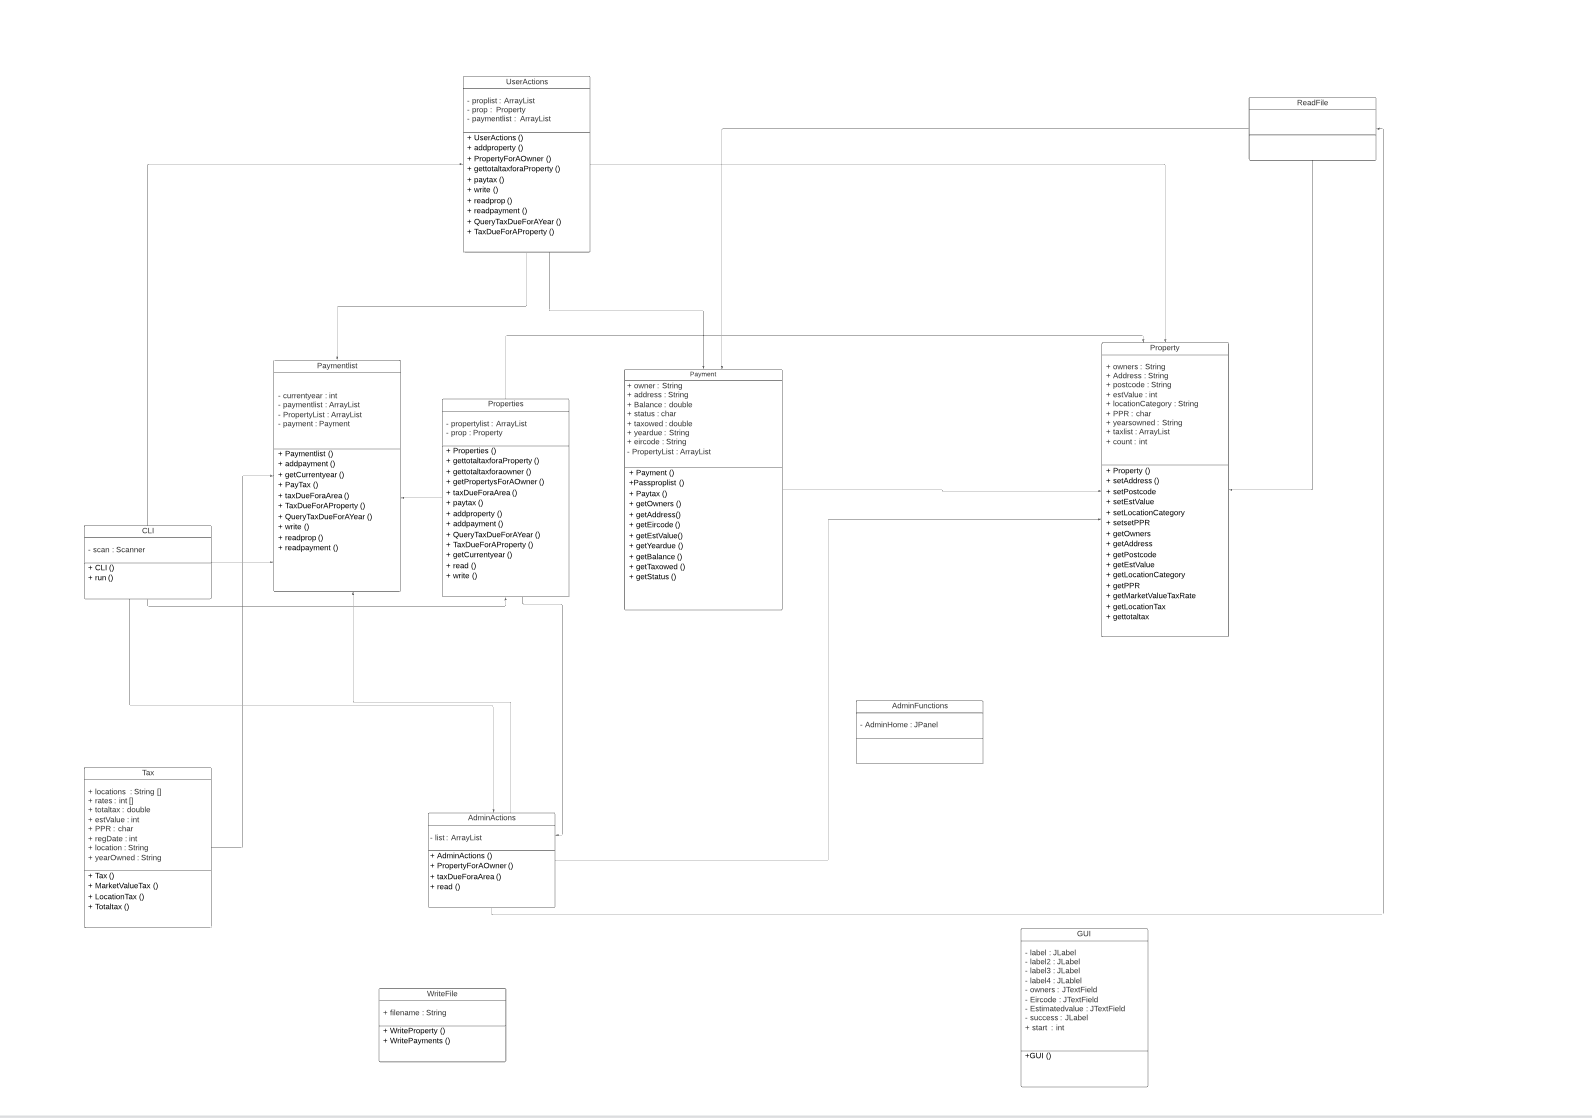 UserActions
- proplist : ArrayList
- prop : Property
- paymentlist : ArrayList
+ UserActions ()
+ addproperty ()
+ PropertyForAOwner ()
+ gettotaltaxforaProperty ()
+ paytax ()
+ write ()
+ readprop ()
+ readpayment ()
+ QueryTaxDueForAYear ()
+ TaxDueForAProperty ()
ReadFile
Paymentlist
- currentyear : int
- paymentlist : ArrayList
- PropertyList : ArrayList
- payment : Payment
+ Paymentlist ()
+ addpayment ()
+ getCurrentyear ()
+ PayTax ()
+ taxDueForaArea ()
+ TaxDueForAProperty ()
+ QueryTaxDueForAYear ()
+ write ()
+ readprop ()
+ readpayment ()
Properties
- propertylist : ArrayList
- prop : Property
+ Properties ()
+ gettotaltaxforaProperty ()
+ gettotaltaxforaowner ()
+ getPropertysForAOwner ()
+ taxDueForaArea ()
+ paytax ()
+ addproperty ()
+ addpayment ()
+ QueryTaxDueForAYear ()
+ TaxDueForAProperty ()
+ getCurrentyear ()
+ read ()
+ write ()
Payment
+ owner : String
+ address : String
+ Balance : double
+ status : char
+ taxowed : double
+ yeardue : String
+ eircode : String
- PropertyList : ArrayList
+ Payment ()
+Passproplist ()
+ Paytax ()
+ getOwners ()
+ getAddress()
+ getEircode ()
+ getEstValue()
+ getYeardue ()
+ getBalance ()
+ getTaxowed ()
+ getStatus ()
Property
+ owners : String
+ Address : String
+ postcode : String
+ estValue : int
+ locationCategory : String
+ PPR : char
+ yearsowned : String
+ taxlist : ArrayList
+ count : int
+ Property ()
+ setAddress ()
+ setPostcode
+ setEstValue
+ setLocationCategory
+ setsetPPR
+ getOwners
+ getAddress
+ getPostcode
+ getEstValue
+ getLocationCategory
+ getPPR
+ getMarketValueTaxRate
+ getLocationTax
+ gettotaltax
CLI
- scan : Scanner
+ CLI ()
+ run ()
AdminFunctions
- AdminHome : JPanel
Tax
+ locations : String []
+ rates : int []
+ totaltax : double
+ estValue : int
+ PPR : char
+ regDate : int
+ location : String
+ yearOwned : String
+ Tax ()
+ MarketValueTax ()
+ LocationTax ()
+ Totaltax ()
AdminActions
- list : ArrayList
+ AdminActions ()
+ PropertyForAOwner ()
+ taxDueForaArea ()
+ read ()
GUI
- label : JLabel
- label2 : JLabel
- label3 : JLabel
- label4 : JLablel
- owners : JTextField
- Eircode : JTextField
- Estimatedvalue : JTextField
- success : JLabel
+ start : int
+GUI ()
WriteFile
+ filename : String
+ WriteProperty ()
+ WritePayments ()